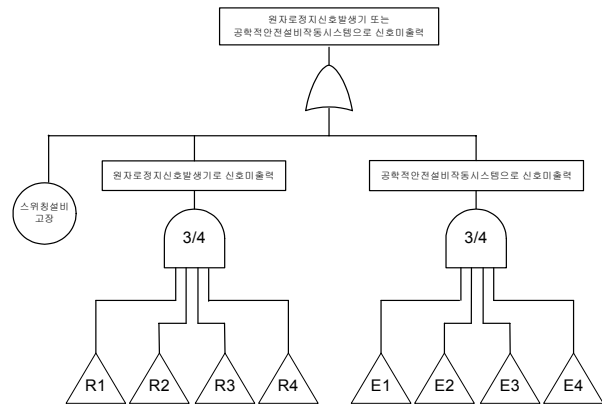 원자로정지신호발생기 또는
공학적안전설비작동시스템으로 신호미출력
원자로정지신호발생기로 신호미출력
공학적안전설비작동시스템으로 신호미출력
스위칭설비
고장
3/4
3/4
R1
R2
R3
R4
E1
E2
E3
E4